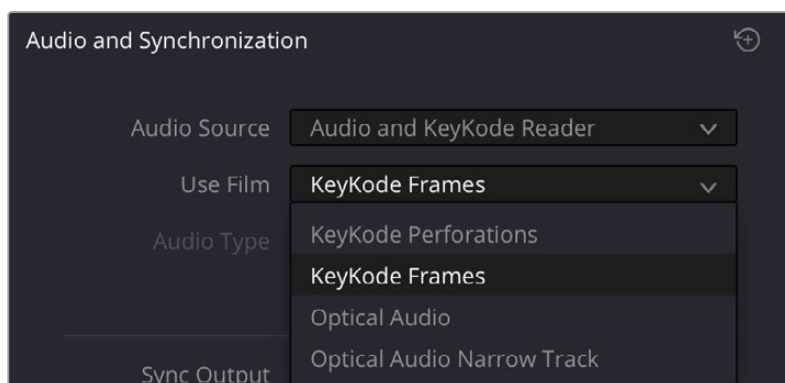 Audio and Synchronization
Audio Source Audio and KeyKode Reader
Use Film KeyKode Frames
Audio Type KeyKode Perforations
KeyKode Frames
Optical Audio
Optical Audio Narrow Track
Sync Output